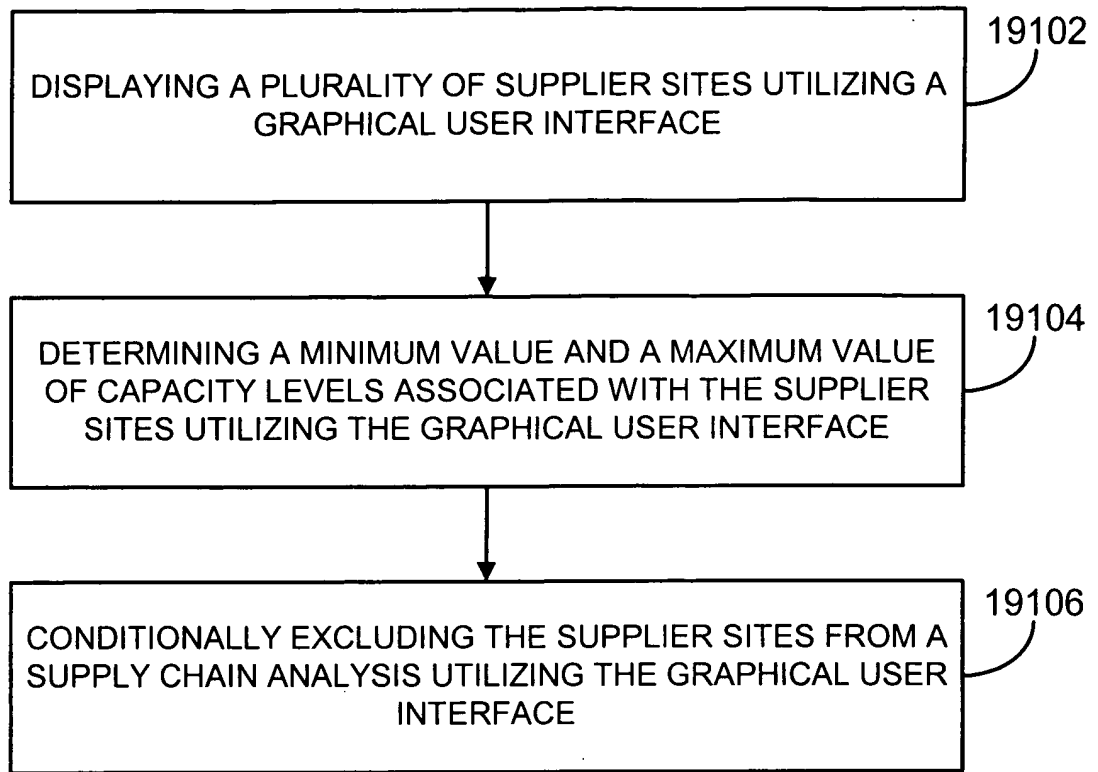 19102
DISPLAYING A PLURALITY OF SUPPLIER SITES UTILIZING A
GRAPHICAL USER INTERFACE
19104
DETERMINING A MINIMUM VALUE AND A MAXIMUM VALUE
OF CAPACITY LEVELS ASSOCIATED WITH THE SUPPLIER
SITES UTILIZING THE GRAPHICAL USER INTERFACE
19106
CONDITIONALLY EXCLUDING THE SUPPLIER SITES FROM A
SUPPLY CHAIN ANALYSIS UTILIZING THE GRAPHICAL USER
INTERFACE